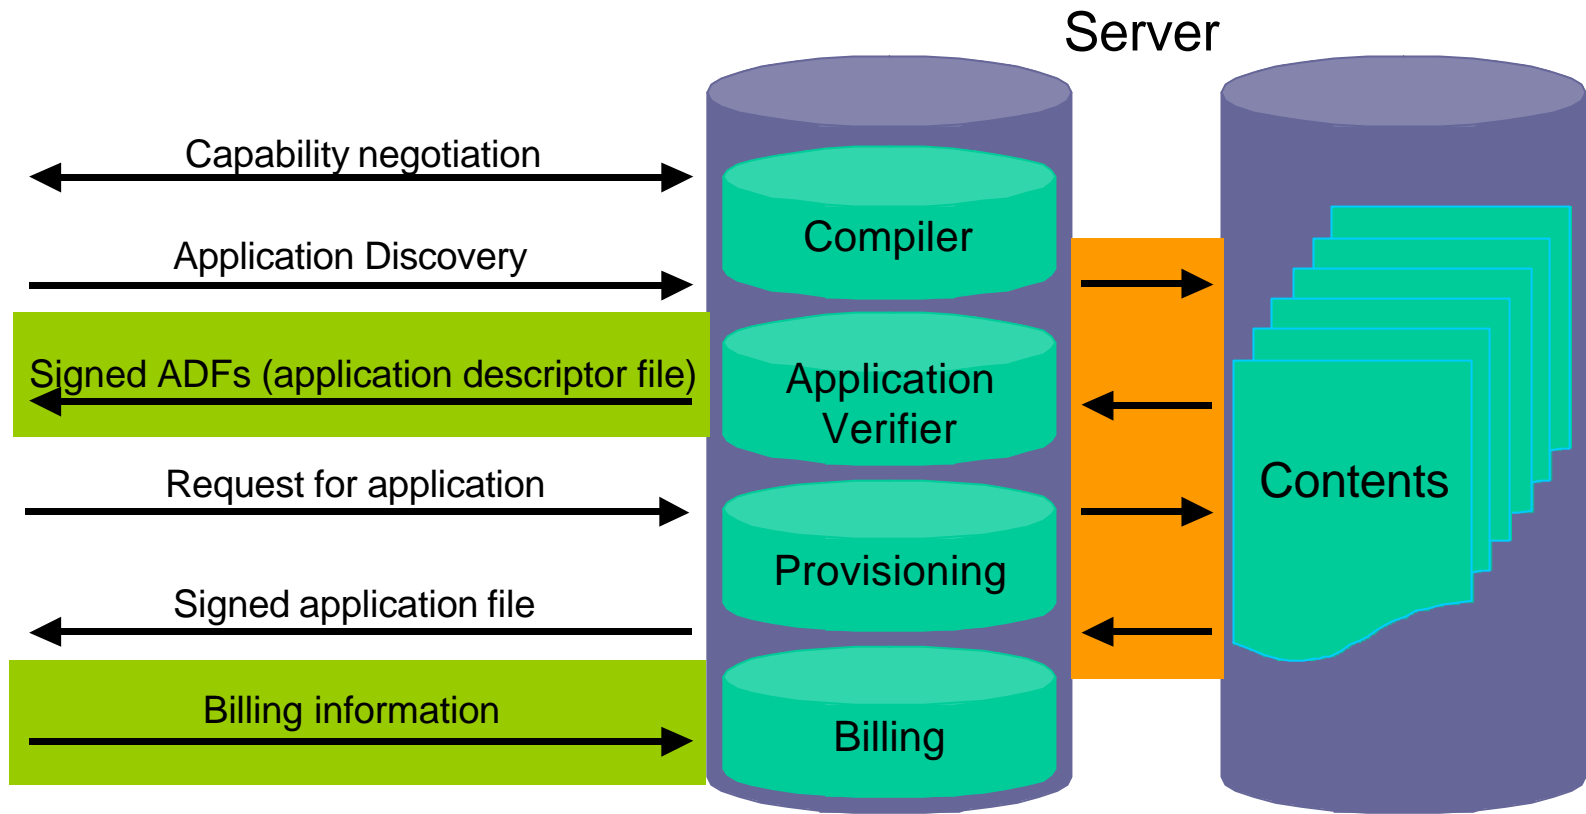 Server
Capability negotiation
Application Discovery
Signed ADFs (application descriptor file)
Request for application
Signed application file
Billing information
Compiler
Application
Verifier
Provisioning
Billing
Contents